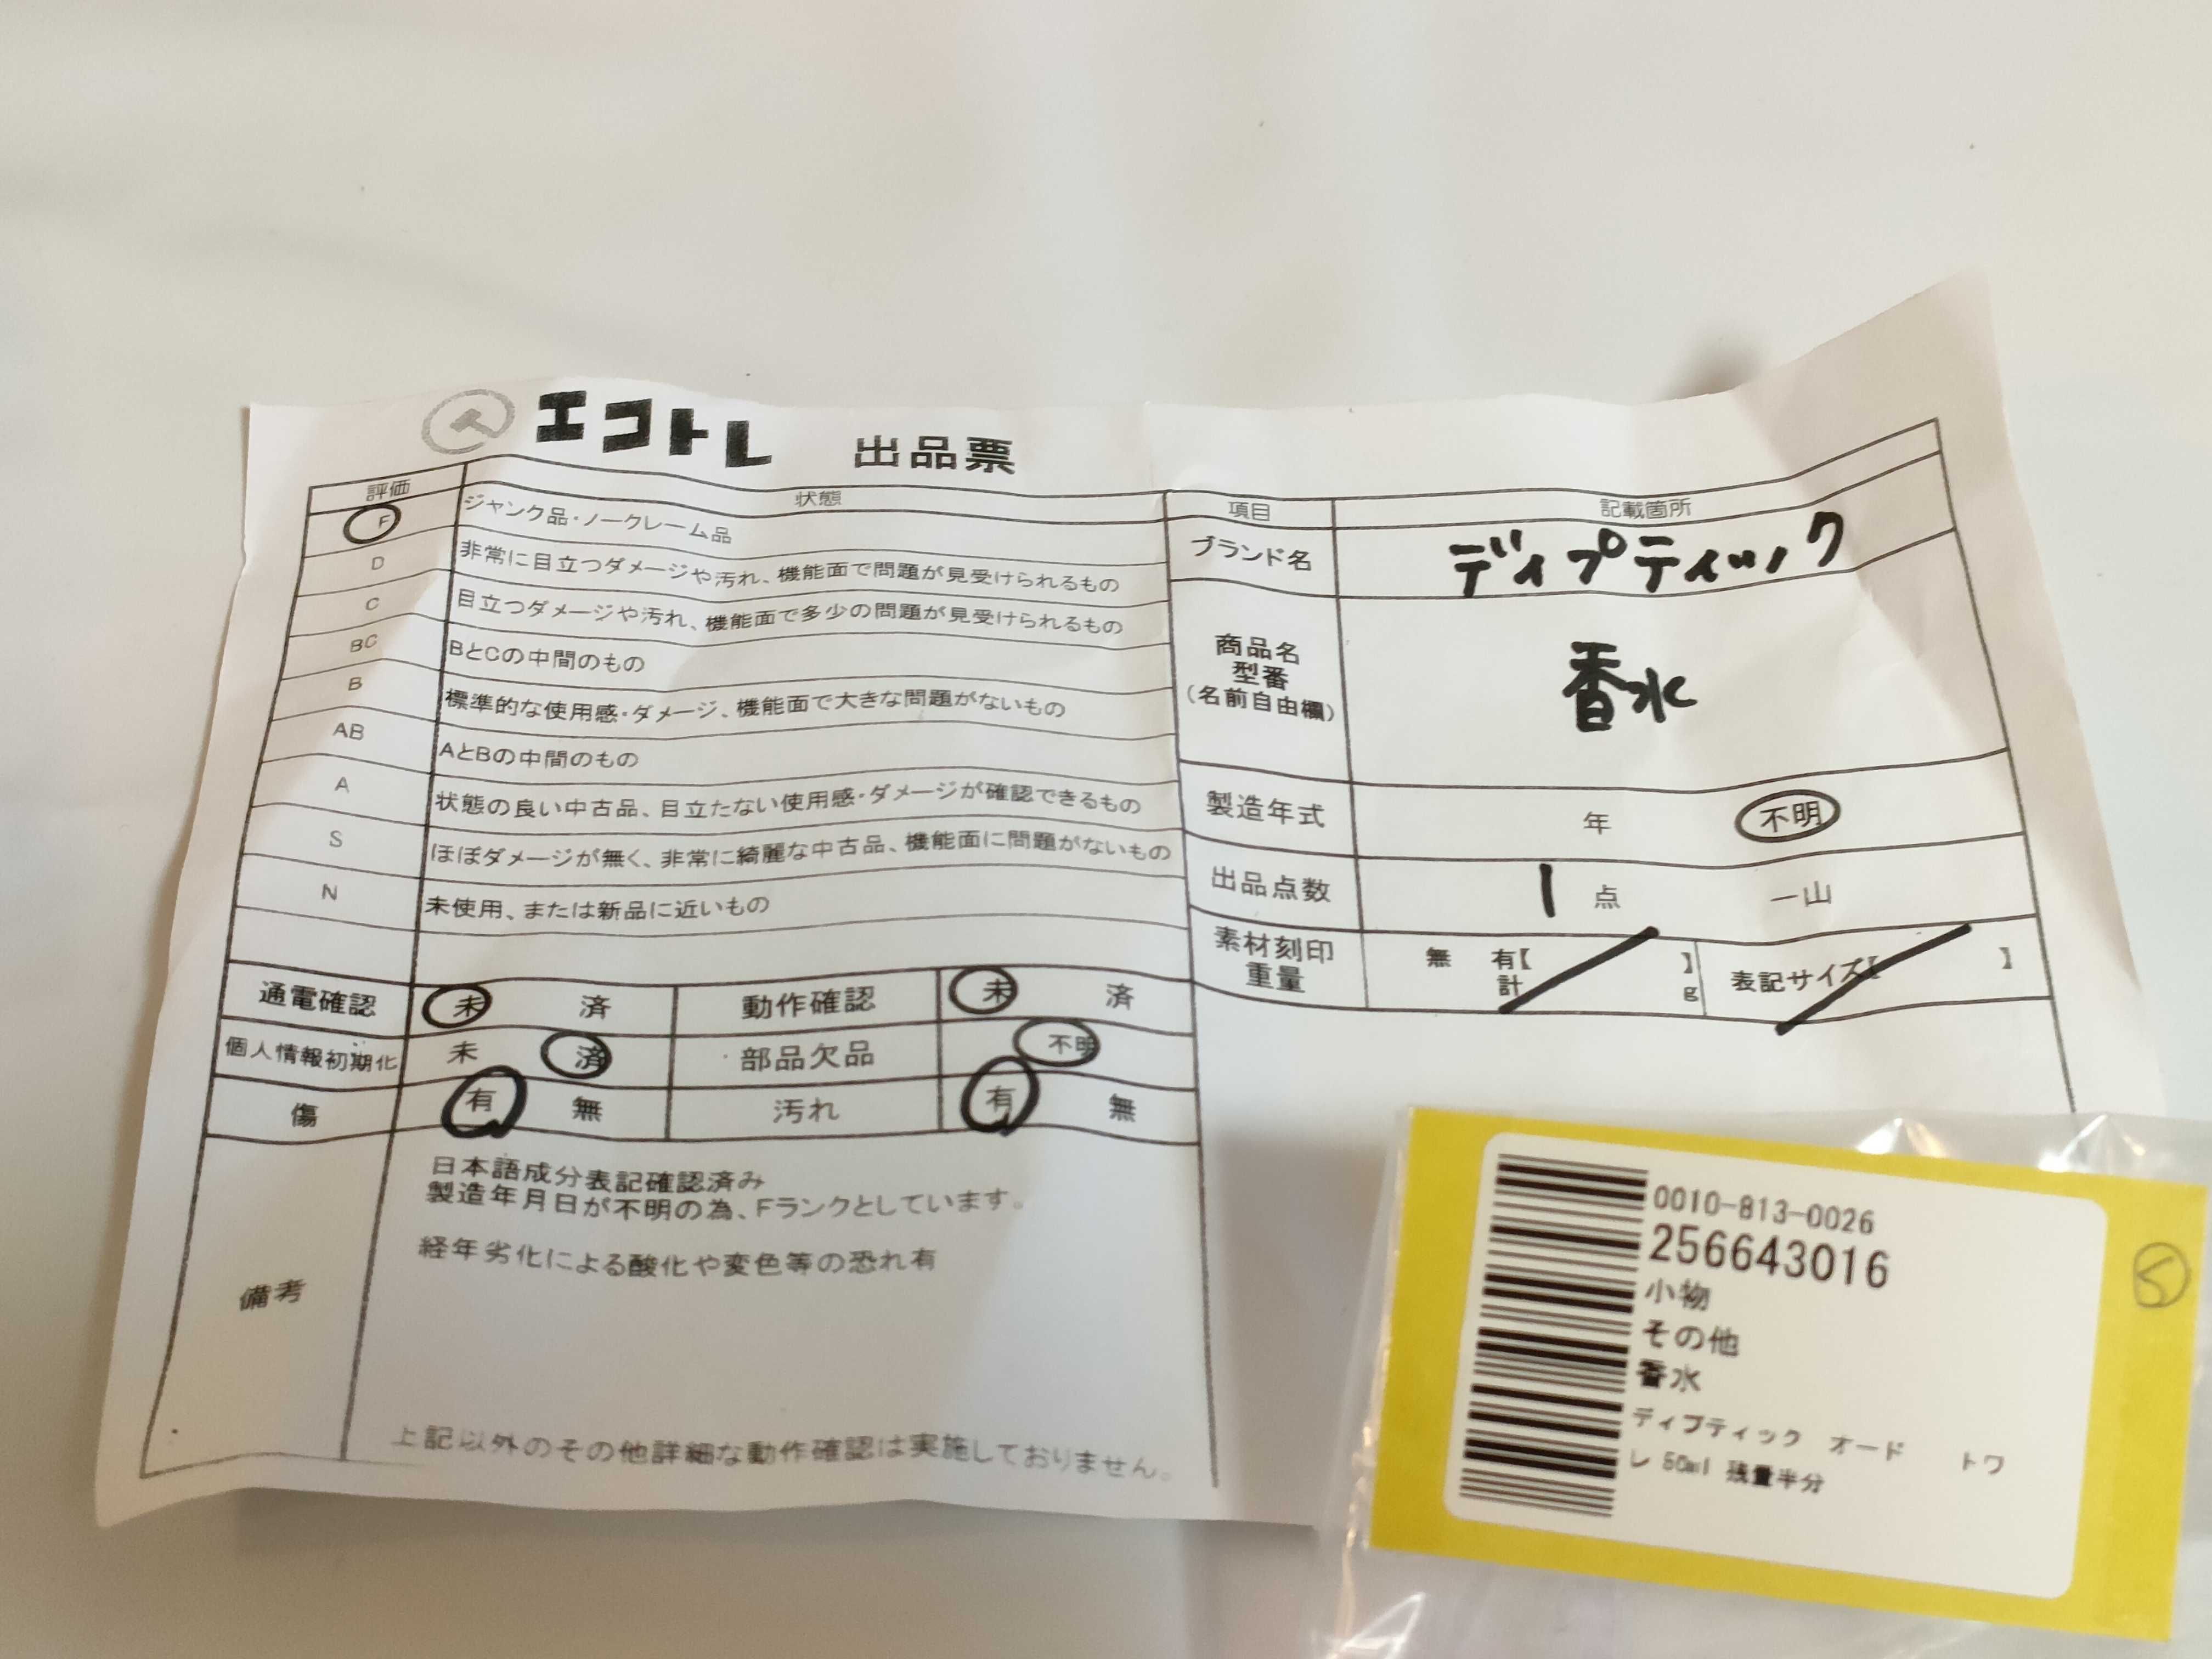 エコトレ 出品票
評価 状態
F ジャンク品・ノークレーム品
D 非常に目立つダメージや汚れ、機能面で問題が見受けられるもの
C 目立つダメージや汚れ、機能面で多少の問題が見受けられるもの
BC BとCの中間のもの
B 標準的な使用感・ダメージ、機能面で大きな問題がないもの
AB AとBの中間のもの
A 状態の良い中古品、目立たない使用感・ダメージが確認できるもの
S ほぼダメージが無く、非常に綺麗な中古品、機能面に問題がないもの
N 未使用、または新品に近いもの
通電確認 未 済 動作確認 未 済
個人情報初期化 未 済 部品欠品 不明
傷 有 無 汚れ 有 無
備考
日本語成分表記確認済み
製造年月日が不明の為、Fランクとしています。
経年劣化による酸化や変色等の恐れ有
上記以外のその他詳細な動作確認は実施しておりません。
項目 記載箇所
ブランド名 ディプティック
商品名
型番
(名前自由欄)
香水
製造年式 年 不明
出品点数 1 点 一山
素材刻印 無 有【 】 表記サイズ【 】
重量 計 g
0010-813-0026
256643016
小物
その他
香水
ディプティック オード トワ
レ 50ml 残量半分
5